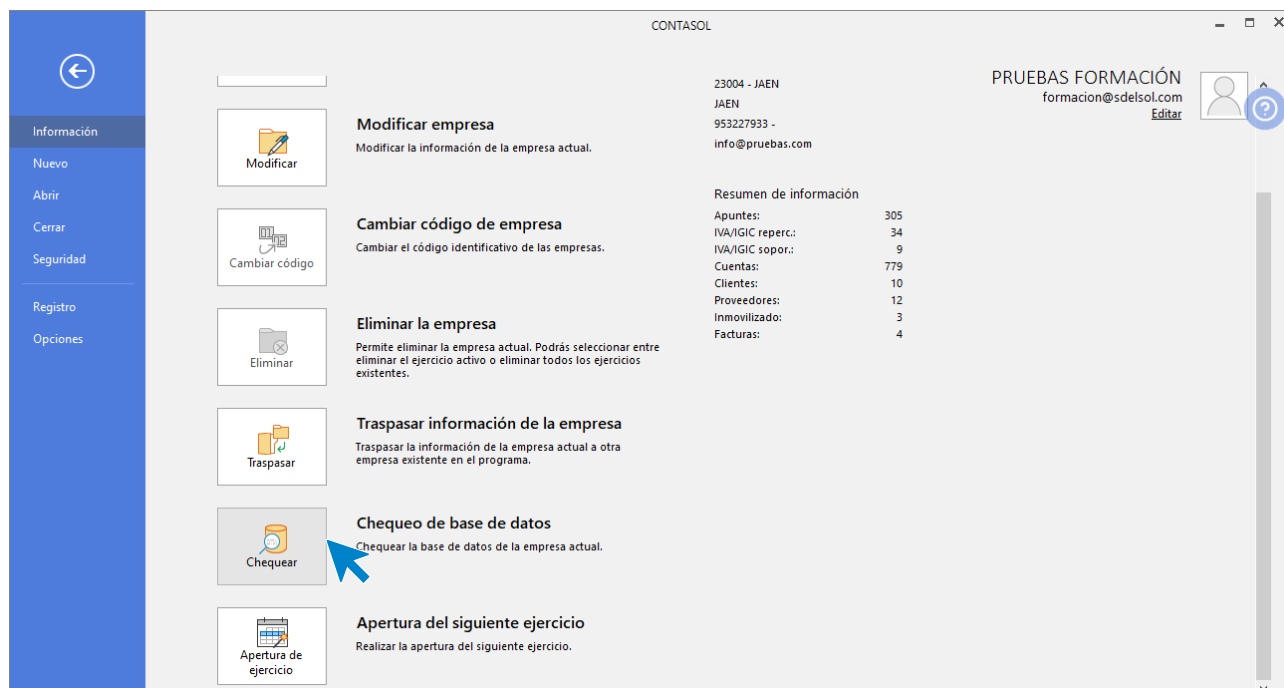 CONTASOL
PRUEBAS FORMACIÓN
formacion@sdelsol.com
Editar
Información
Nuevo
Abrir
Cerrar
Seguridad
Registro
Opciones
Modificar
Modificar empresa
Modificar la información de la empresa actual.
Cambiar código
Cambiar código de empresa
Cambiar el código identificativo de las empresas.
Eliminar
Eliminar la empresa
Permite eliminar la empresa actual. Podrás seleccionar entre
eliminar el ejercicio activo o eliminar todos los ejercicios
existentes.
Traspasar
Traspasar información de la empresa
Traspasar la información de la empresa actual a otra
empresa existente en el programa.
Chequear
Chequeo de base de datos
Chequear la base de datos de la empresa actual.
Apertura de
ejercicio
Apertura del siguiente ejercicio
Realizar la apertura del siguiente ejercicio.
23004 - JAEN
JAEN
953227933 -
info@pruebas.com
Resumen de información
Apuntes: 305
IVA/IGIC reperc.: 34
IVA/IGIC sopor.: 9
Cuentas: 779
Clientes: 10
Proveedores: 12
Inmovilizado: 3
Facturas: 4